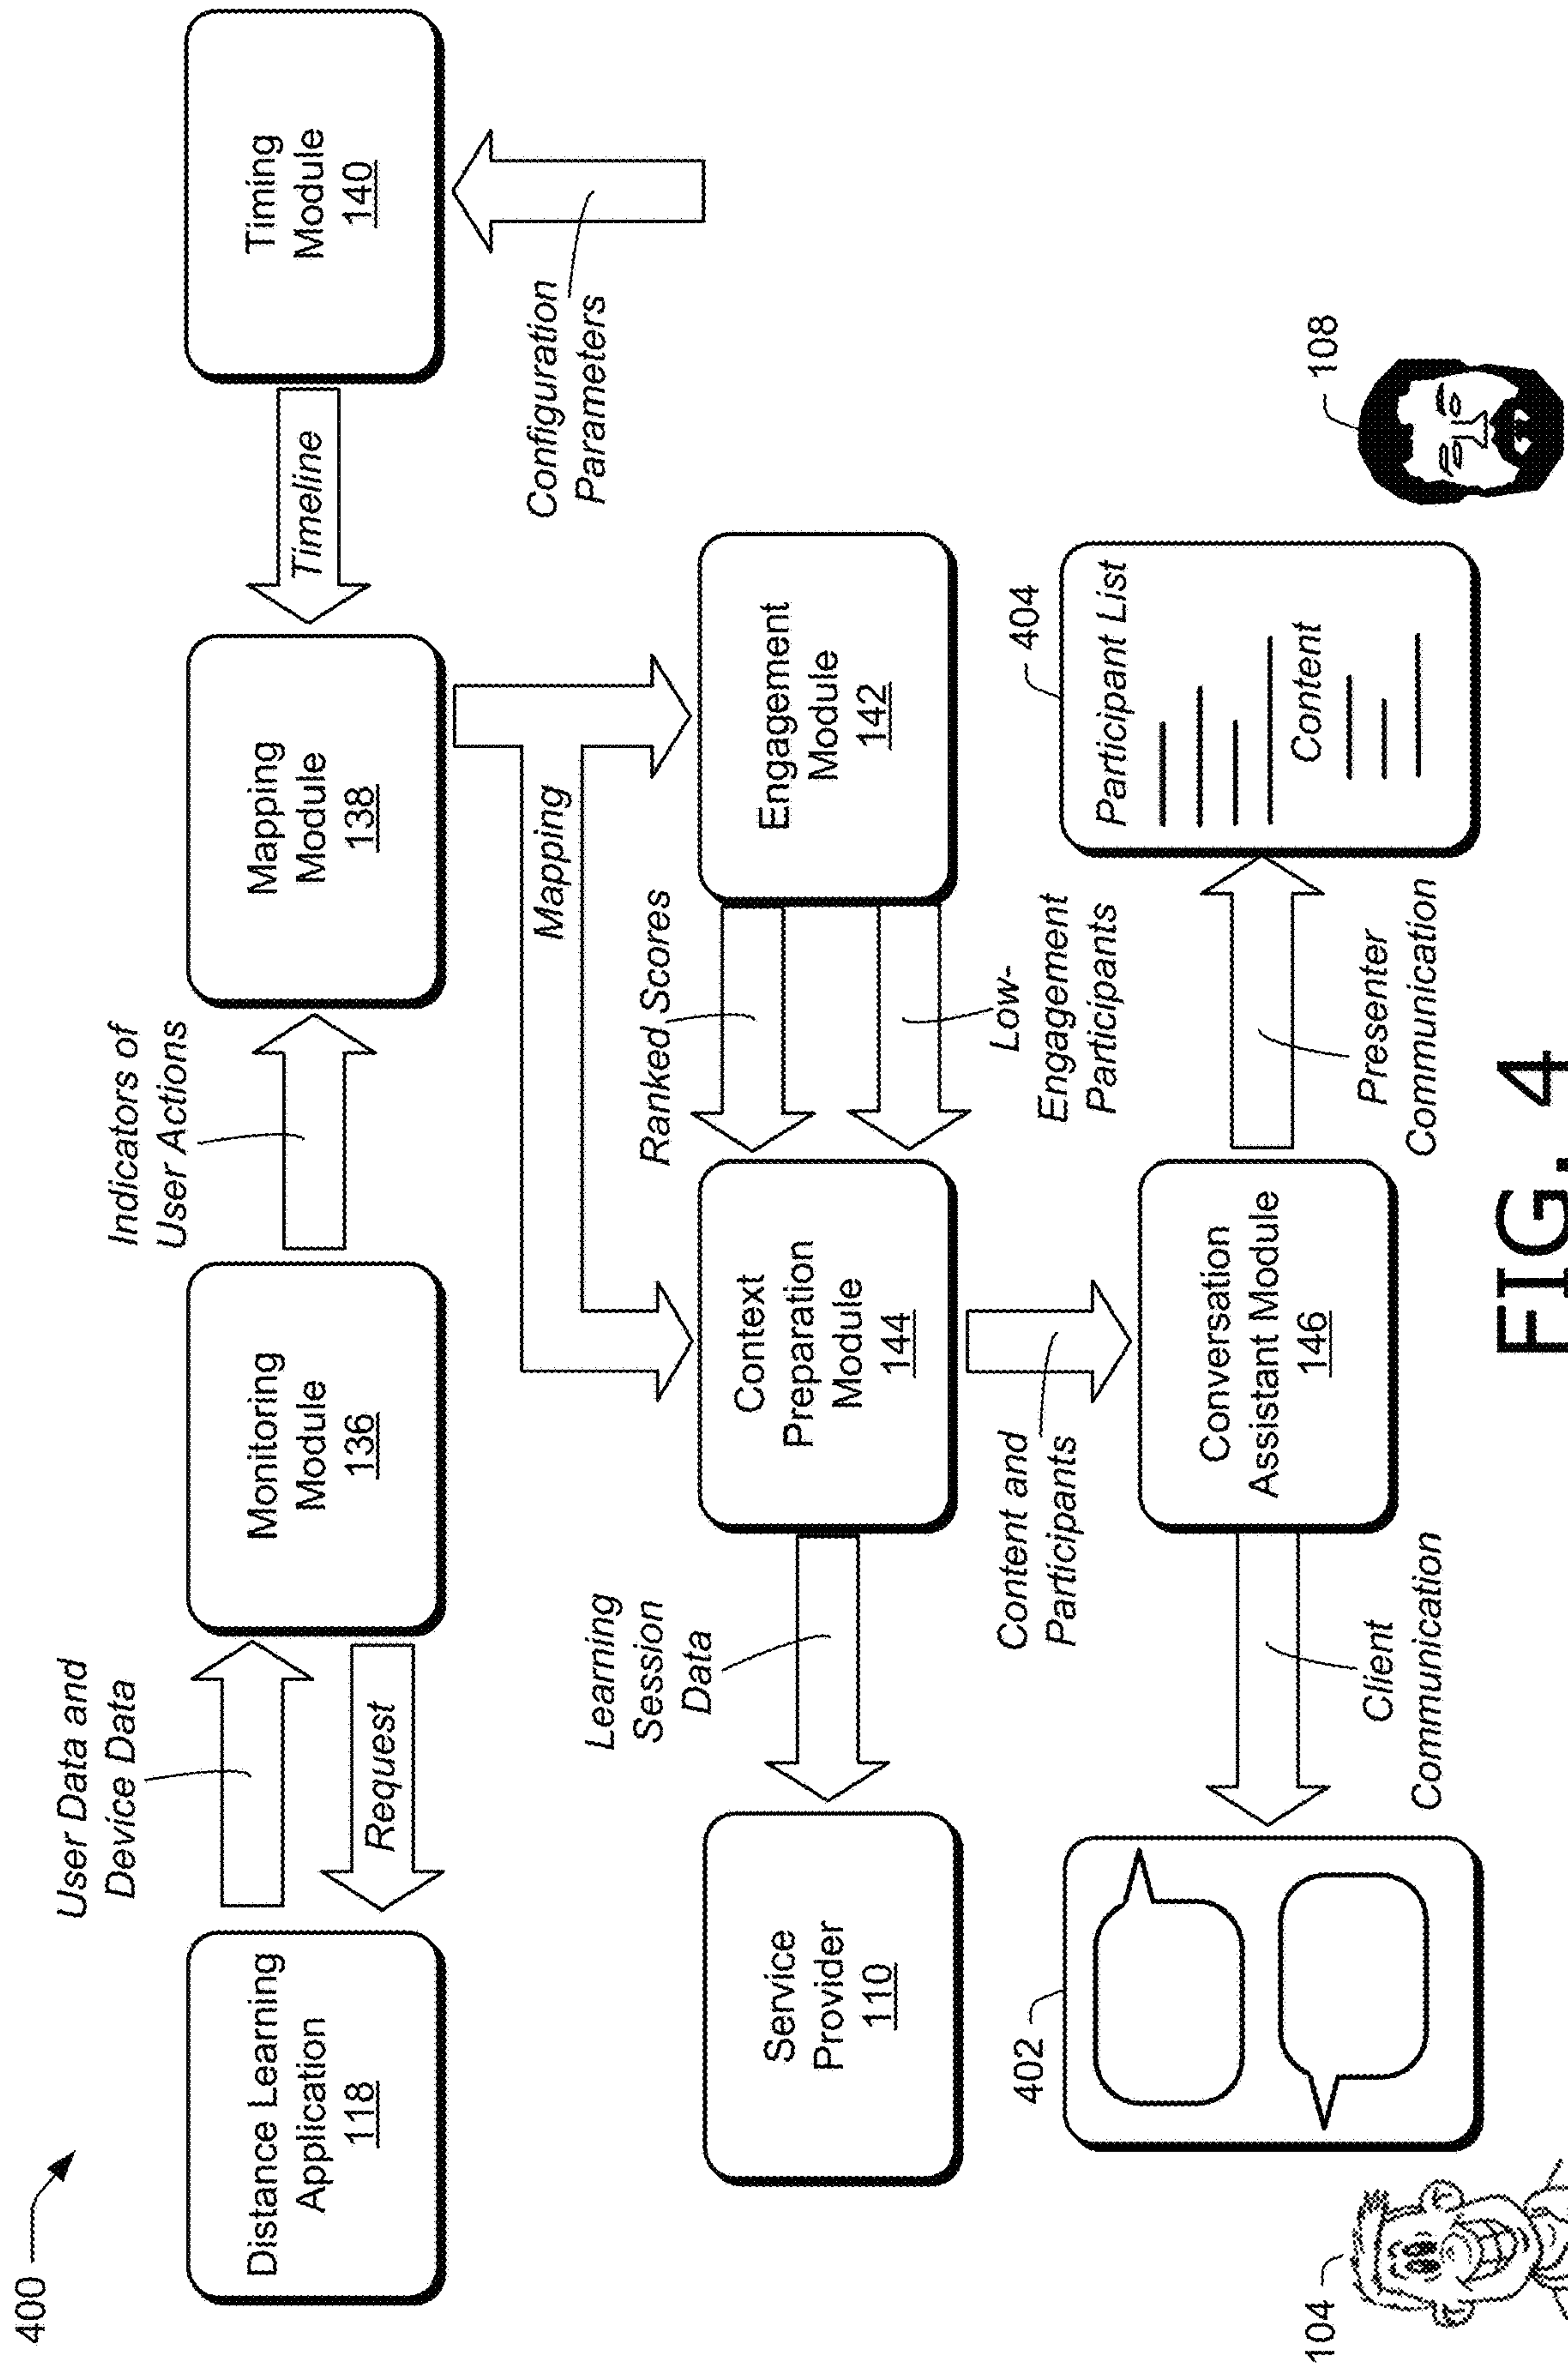 400
User Data and
Device Data
Indicators of
User Actions
Distance Learning
Application
118
Request
Monitoring
Module
136
Mapping
Module
138
Timeline
Timing
Module
140
Mapping
Configuration
Parameters
Learning
Session
Data
Ranked Scores
Service
Provider
110
Context
Preparation
Module
144
Engagement
Module
142
Content and
Participants
Low-
Engagement
Participants
402
404
Conversation
Assistant Module
146
Participant List
Content
104
Client
Communication
Presenter
Communication
108
FIG. 4